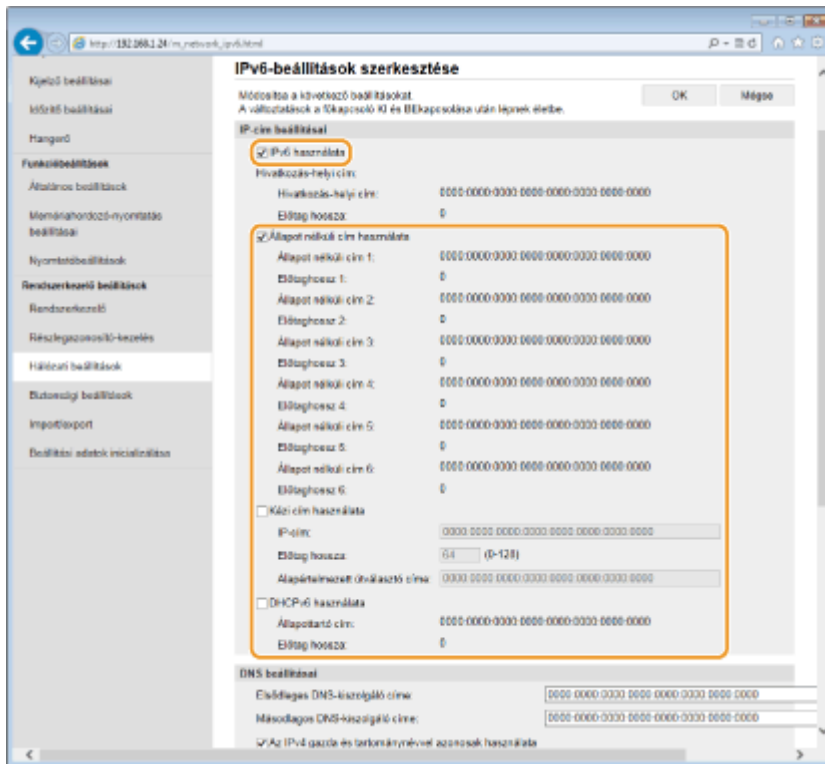 http://192.168.1.24/m_network_ipv6.html
Kijelző beállításai
Időzítő beállításai
Hangerő
Funkcióbeállítások
Általános beállítások
Memóriahordozó-nyomtatás
beállításai
Nyomtatóbeállítások
Rendszerkezelő beállítások
Rendszerkezelő
Részlegazonosító-kezelés
Hálózati beállítások
Biztonsági beállítások
Import/export
Beállítási adatok inicializálása
IPv6-beállítások szerkesztése
Módosítsa a következő beállításokat.
A változtatások a főkapcsoló KI és BEkapcsolása után lépnek életbe.
OK Mégse
IP-cím beállításai
IPv6 használata
Hivatkozás-helyi cím:
Hivatkozás-helyi cím: 0000:0000:0000:0000:0000:0000:0000:0000
Előtag hossza: 0
Állapot nélküli cím használata
Állapot nélküli cím 1: 0000:0000:0000:0000:0000:0000:0000:0000
Előtaghossz 1: 0
Állapot nélküli cím 2: 0000:0000:0000:0000:0000:0000:0000:0000
Előtaghossz 2: 0
Állapot nélküli cím 3: 0000:0000:0000:0000:0000:0000:0000:0000
Előtaghossz 3: 0
Állapot nélküli cím 4: 0000:0000:0000:0000:0000:0000:0000:0000
Előtaghossz 4: 0
Állapot nélküli cím 5: 0000:0000:0000:0000:0000:0000:0000:0000
Előtaghossz 5: 0
Állapot nélküli cím 6: 0000:0000:0000:0000:0000:0000:0000:0000
Előtaghossz 6: 0
Kézi cím használata
IP-cím: 0000:0000:0000:0000:0000:0000:0000:0000
Előtag hossza: 64 (0-128)
Alapértelmezett útválasztó címe: 0000:0000:0000:0000:0000:0000:0000:0000
DHCPv6 használata
Állapottartó cím: 0000:0000:0000:0000:0000:0000:0000:0000
Előtag hossza: 0
DNS beállításai
Elsődleges DNS-kiszolgáló címe: 0000:0000:0000:0000:0000:0000:0000:0000
Másodlagos DNS-kiszolgáló címe: 0000:0000:0000:0000:0000:0000:0000:0000
Az IPv4 gazda és tartománynévvel azonosak használata